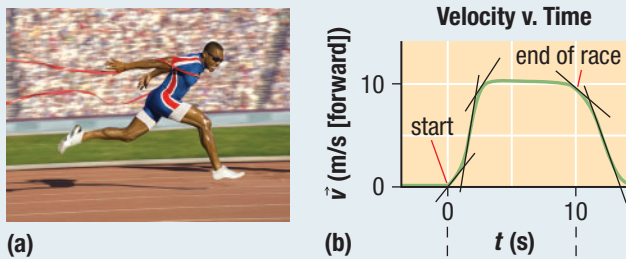 Velocity v. Time
end of race
10
start
v⃗ (m/s [forward])
0
0
10
t (s)
(a)
(b)